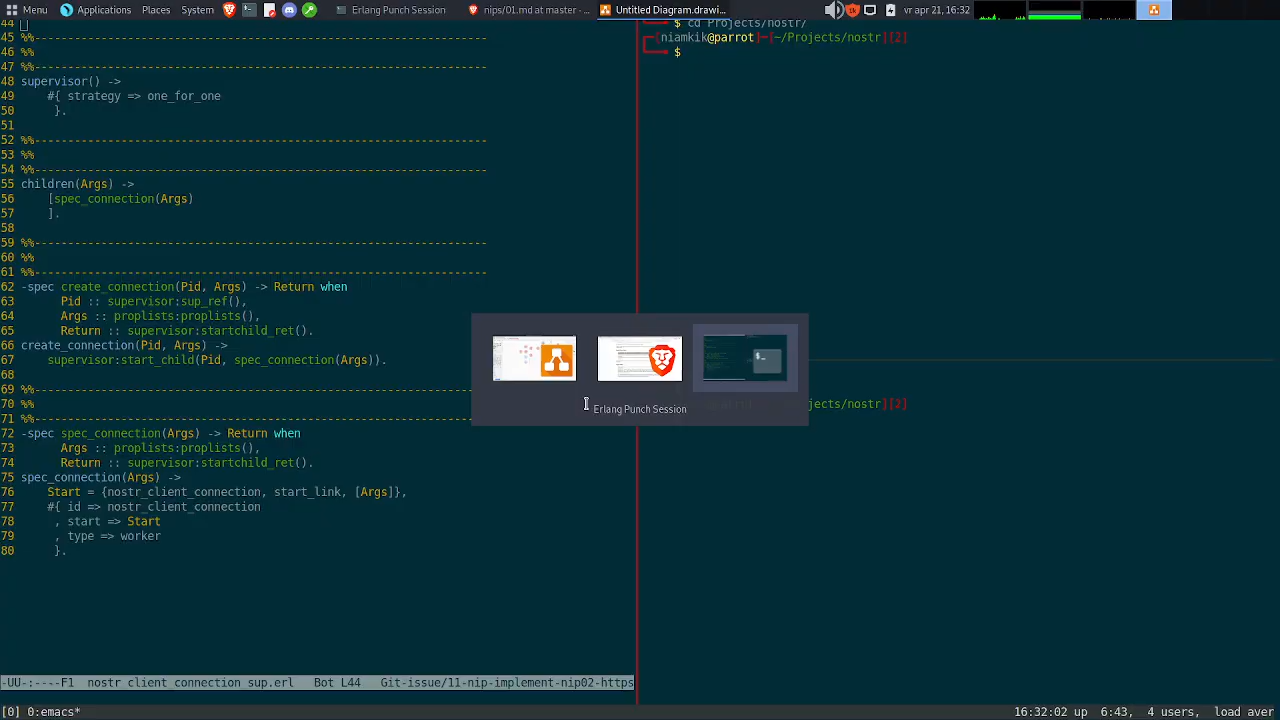 Menu Applications Places System Erlang Punch Session nips/01.md at master - ... Untitled Diagram.drawi... vr apr 21, 16:32
44
45 %%--------------------------------------------------------------------
46 %%
47 %%--------------------------------------------------------------------
48 supervisor() ->
49     #{ strategy => one_for_one
50      }.
51
52 %%--------------------------------------------------------------------
53 %%
54 %%--------------------------------------------------------------------
55 children(Args) ->
56     [spec_connection(Args)
57     ].
58
59 %%--------------------------------------------------------------------
60 %%
61 %%--------------------------------------------------------------------
62 -spec create_connection(Pid, Args) -> Return when
63       Pid :: supervisor:sup_ref(),
64       Args :: proplists:proplists(),
65       Return :: supervisor:startchild_ret().
66 create_connection(Pid, Args) ->
67     supervisor:start_child(Pid, spec_connection(Args)).
68
69 %%--------------------------------------------------------------------
70 %%
71 %%--------------------------------------------------------------------
72 -spec spec_connection(Args) -> Return when
73       Args :: proplists:proplists(),
74       Return :: supervisor:startchild_ret().
75 spec_connection(Args) ->
76     Start = {nostr_client_connection, start_link, [Args]},
77     #{ id => nostr_client_connection
78      , start => Start
79      , type => worker
80      }.
-UU-:----F1  nostr_client_connection_sup.erl   Bot L44   Git-issue/11-nip-implement-nip02-https
$ cd Projects/nostr/
[niamkik@parrot]─[~/Projects/nostr][2]
$
Erlang Punch Session
jects/nostr][2]
[0] 0:emacs*
16:32:02 up  6:43,  4 users,  load aver